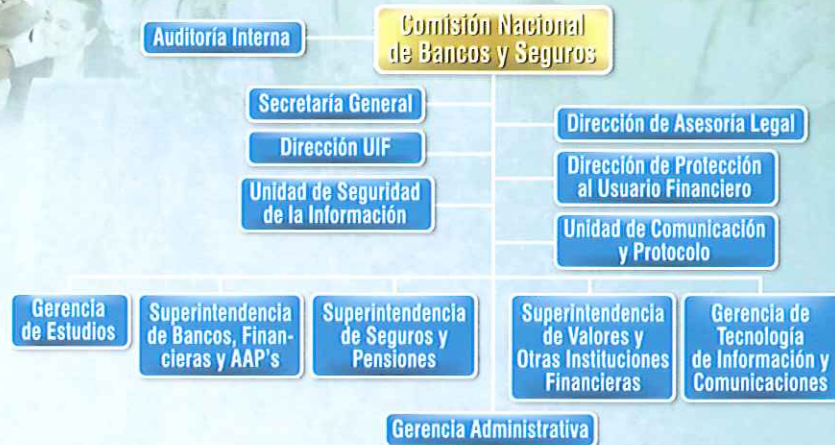 Auditoría Interna
Comisión Nacional
de Bancos y Seguros
Secretaría General
Dirección de Asesoría Legal
Dirección UIF
Dirección de Protección
al Usuario Financiero
Unidad de Seguridad
de la Información
Unidad de Comunicación
y Protocolo
Gerencia
de Estudios
Superintendencia
de Bancos, Finan-
cieras y AAP's
Superintendencia
de Seguros y
Pensiones
Superintendencia
de Valores y
Otras Instituciones
Financieras
Gerencia de
Tecnología
de Información y
Comunicaciones
Gerencia Administrativa